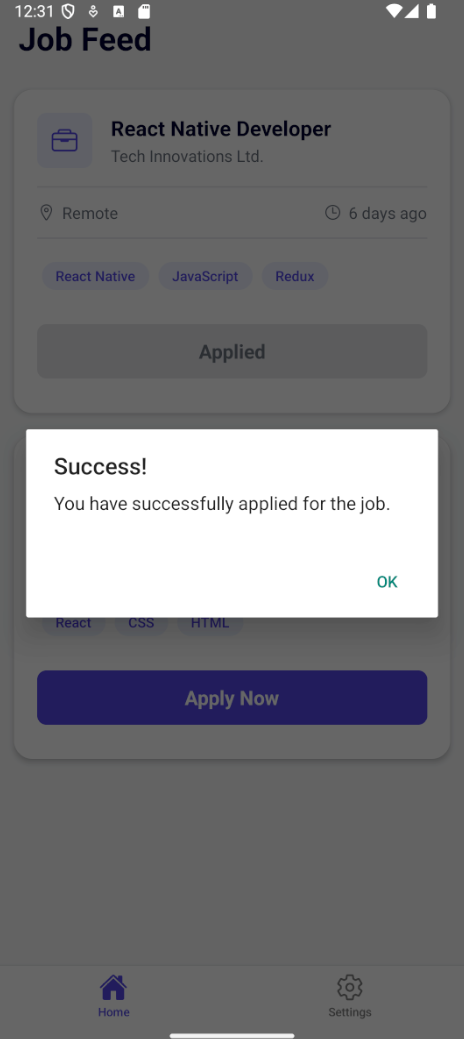 12:31
Job Feed
React Native Developer
Tech Innovations Ltd.
Remote
6 days ago
React Native
JavaScript
Redux
Applied
Success!
You have successfully applied for the job.
OK
React
CSS
HTML
Apply Now
Home
Settings